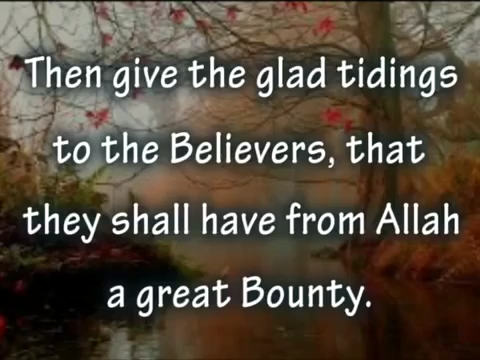 Then give the glad tidings
to the Believers, that
they shall have from Allah
a great Bounty.